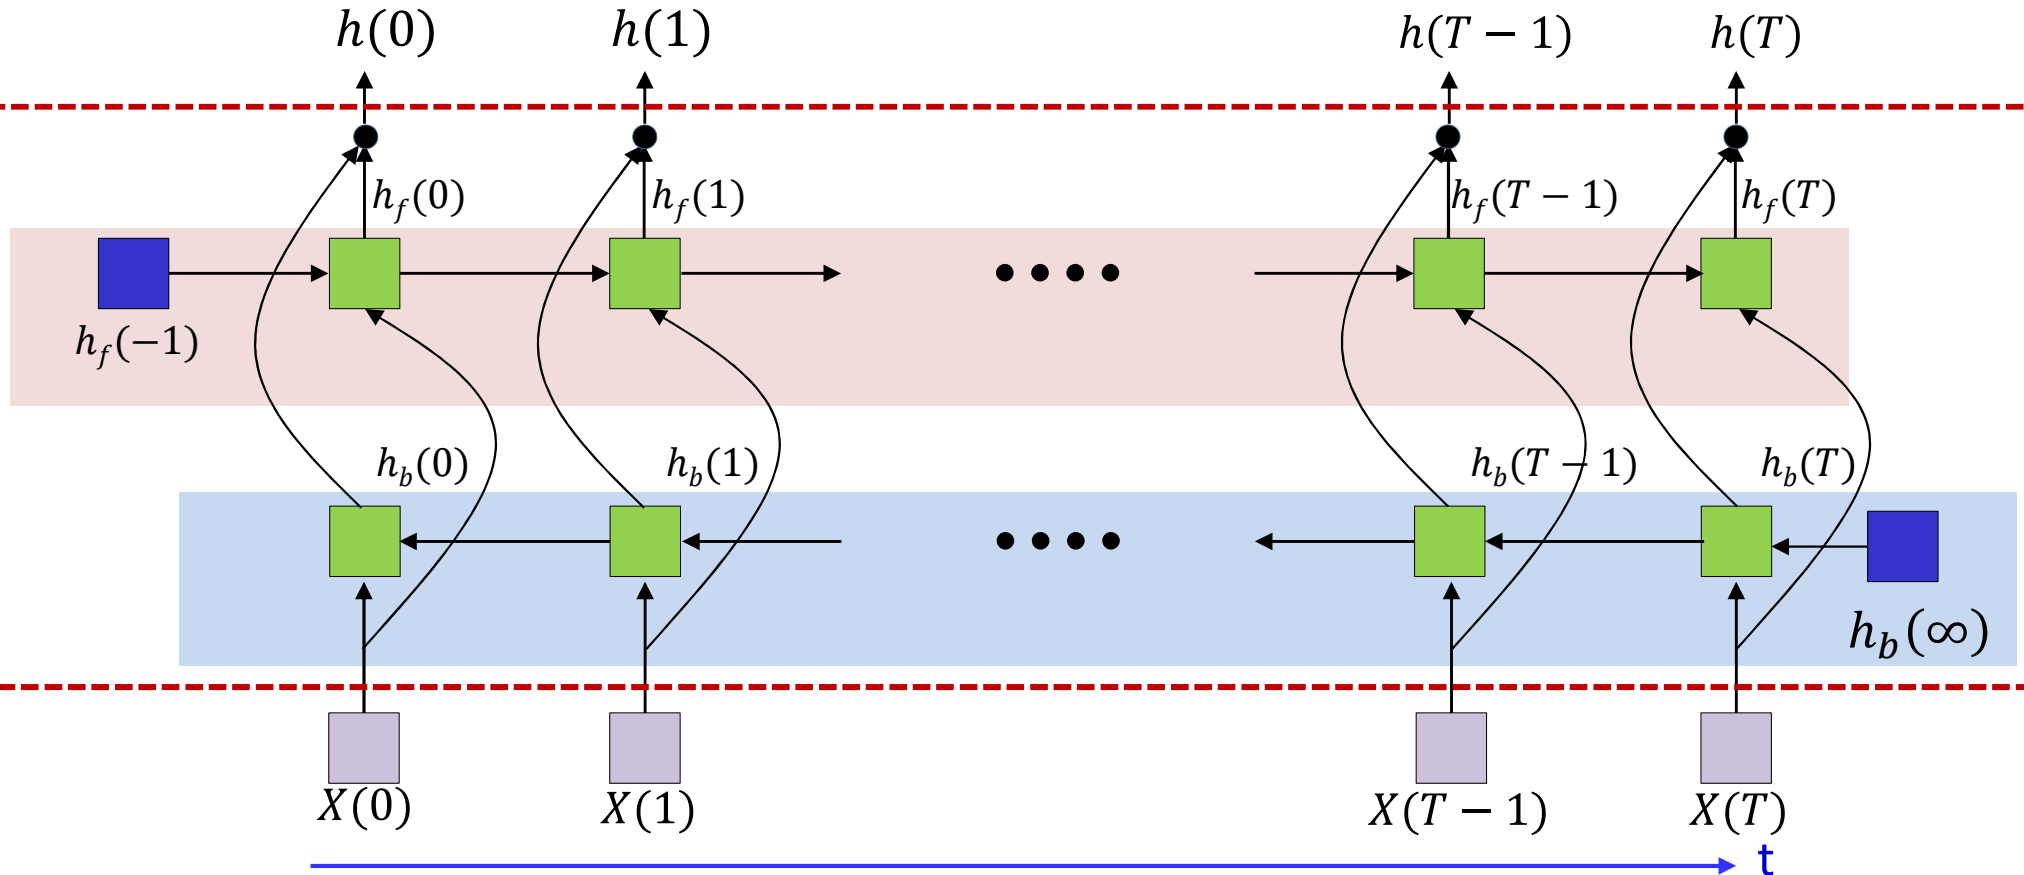 h(0) h(1) h(T − 1) h(T)
h_f(0) h_f(1) h_f(T − 1) h_f(T)
h_f(−1)
h_b(0) h_b(1) h_b(T − 1) h_b(T)
h_b(∞)
X(0) X(1) X(T − 1) X(T)
t